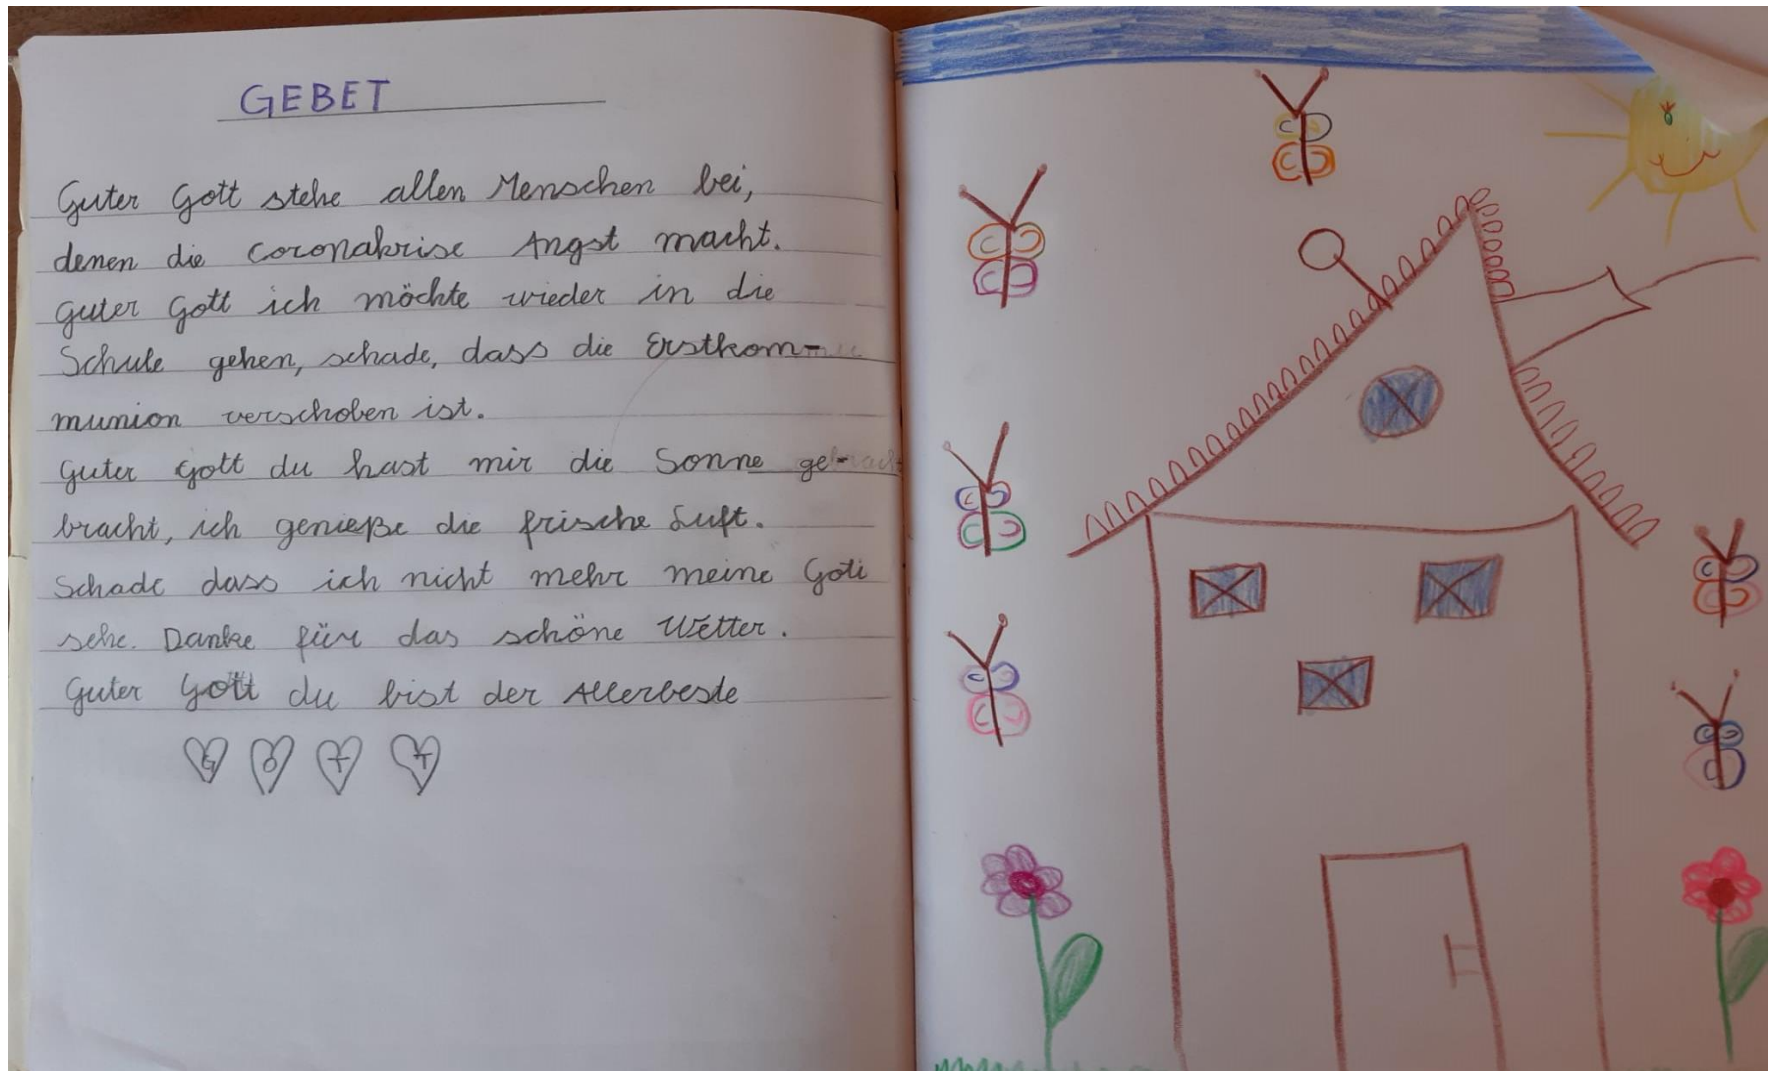 GEBET
Guter Gott stehe allen Menschen bei,
denen die Coronakrise Angst macht.
Guter Gott ich möchte wieder in die
Schule gehen, schade, dass die Erstkom-
munion verschoben ist.
Guter Gott du hast mir die Sonne ge-
bracht, ich genieße die frische Luft.
Schade dass ich nicht mehr meine Goti
sehe. Danke für das schöne Wetter.
Guter Gott du bist der Allerbeste
G O T T